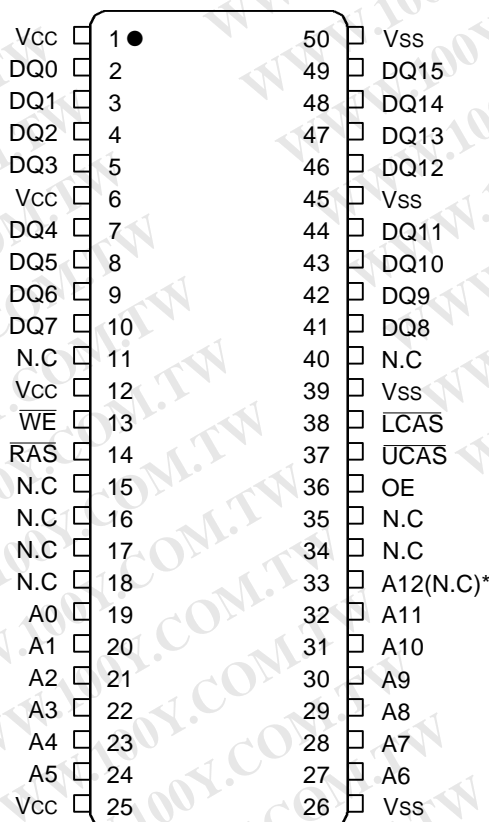 VCC 1 50 VSS
DQ0 2 49 DQ15
DQ1 3 48 DQ14
DQ2 4 47 DQ13
DQ3 5 46 DQ12
VCC 6 45 VSS
DQ4 7 44 DQ11
DQ5 8 43 DQ10
DQ6 9 42 DQ9
DQ7 10 41 DQ8
N.C 11 40 N.C
VCC 12 39 VSS
WE 13 38 LCAS
RAS 14 37 UCAS
N.C 15 36 OE
N.C 16 35 N.C
N.C 17 34 N.C
N.C 18 33 A12(N.C)*
A0 19 32 A11
A1 20 31 A10
A2 21 30 A9
A3 22 29 A8
A4 23 28 A7
A5 24 27 A6
VCC 25 26 VSS
WWW.100Y.COM.TW